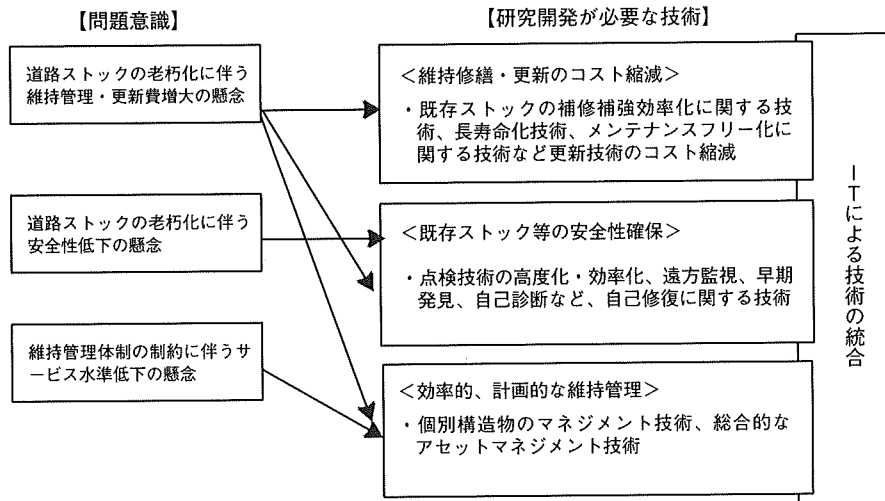 【問題意識】
【研究開発が必要な技術】
道路ストックの老朽化に伴う
維持管理・更新費増大の懸念
<維持修繕・更新のコスト縮減>
・既存ストックの補修補強効率化に関する技
術、長寿命化技術、メンテナンスフリー化に
関する技術など更新技術のコスト縮減
道路ストックの老朽化に伴う
安全性低下の懸念
<既存ストック等の安全性確保>
・点検技術の高度化・効率化、遠方監視、早期
発見、自己診断など、自己修復に関する技術
維持管理体制の制約に伴うサ
ービス水準低下の懸念
<効率的、計画的な維持管理>
・個別構造物のマネジメント技術、総合的な
アセットマネジメント技術
ITによる技術の統合